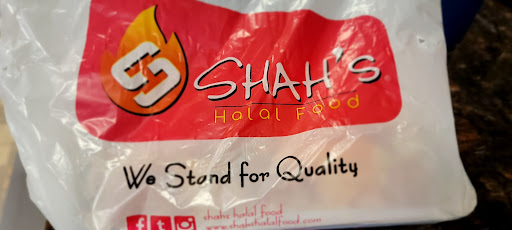 SHAH'S
Halal Food
We Stand for Quality
shahs halal food
www.shahshalalfood.com